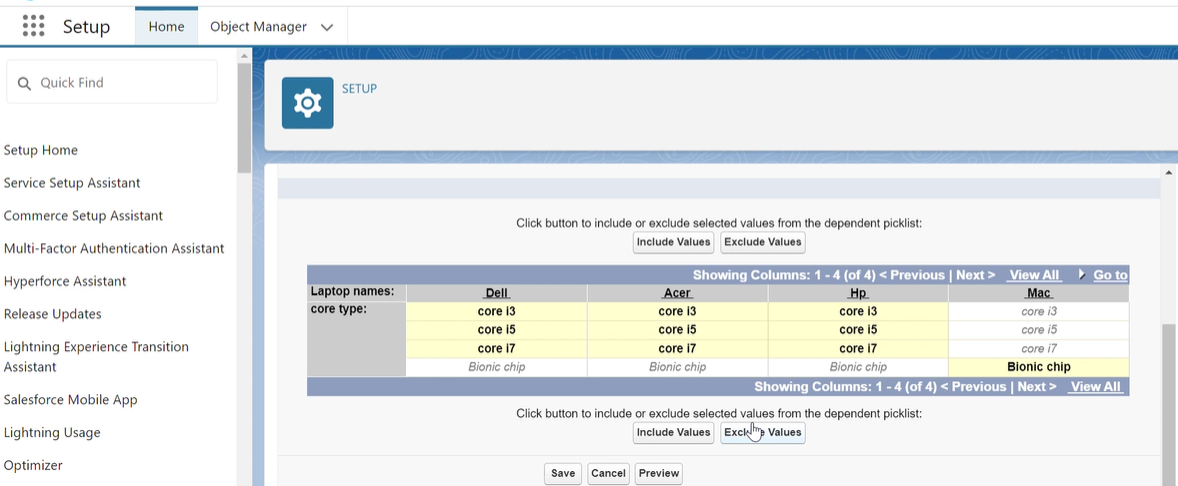 Setup Home Object Manager
Quick Find
SETUP
Setup Home
Service Setup Assistant
Commerce Setup Assistant
Multi-Factor Authentication Assistant
Hyperforce Assistant
Release Updates
Lightning Experience Transition
Assistant
Salesforce Mobile App
Lightning Usage
Optimizer
Click button to include or exclude selected values from the dependent picklist:
Include Values Exclude Values
Showing Columns: 1 - 4 (of 4) < Previous | Next > View All Go to
Laptop names: Dell Acer Hp Mac
core type: core i3 core i3 core i3 core i3
core i5 core i5 core i5 core i5
core i7 core i7 core i7 core i7
Bionic chip Bionic chip Bionic chip Bionic chip
Showing Columns: 1 - 4 (of 4) < Previous | Next > View All
Click button to include or exclude selected values from the dependent picklist:
Include Values Exclude Values
Save Cancel Preview